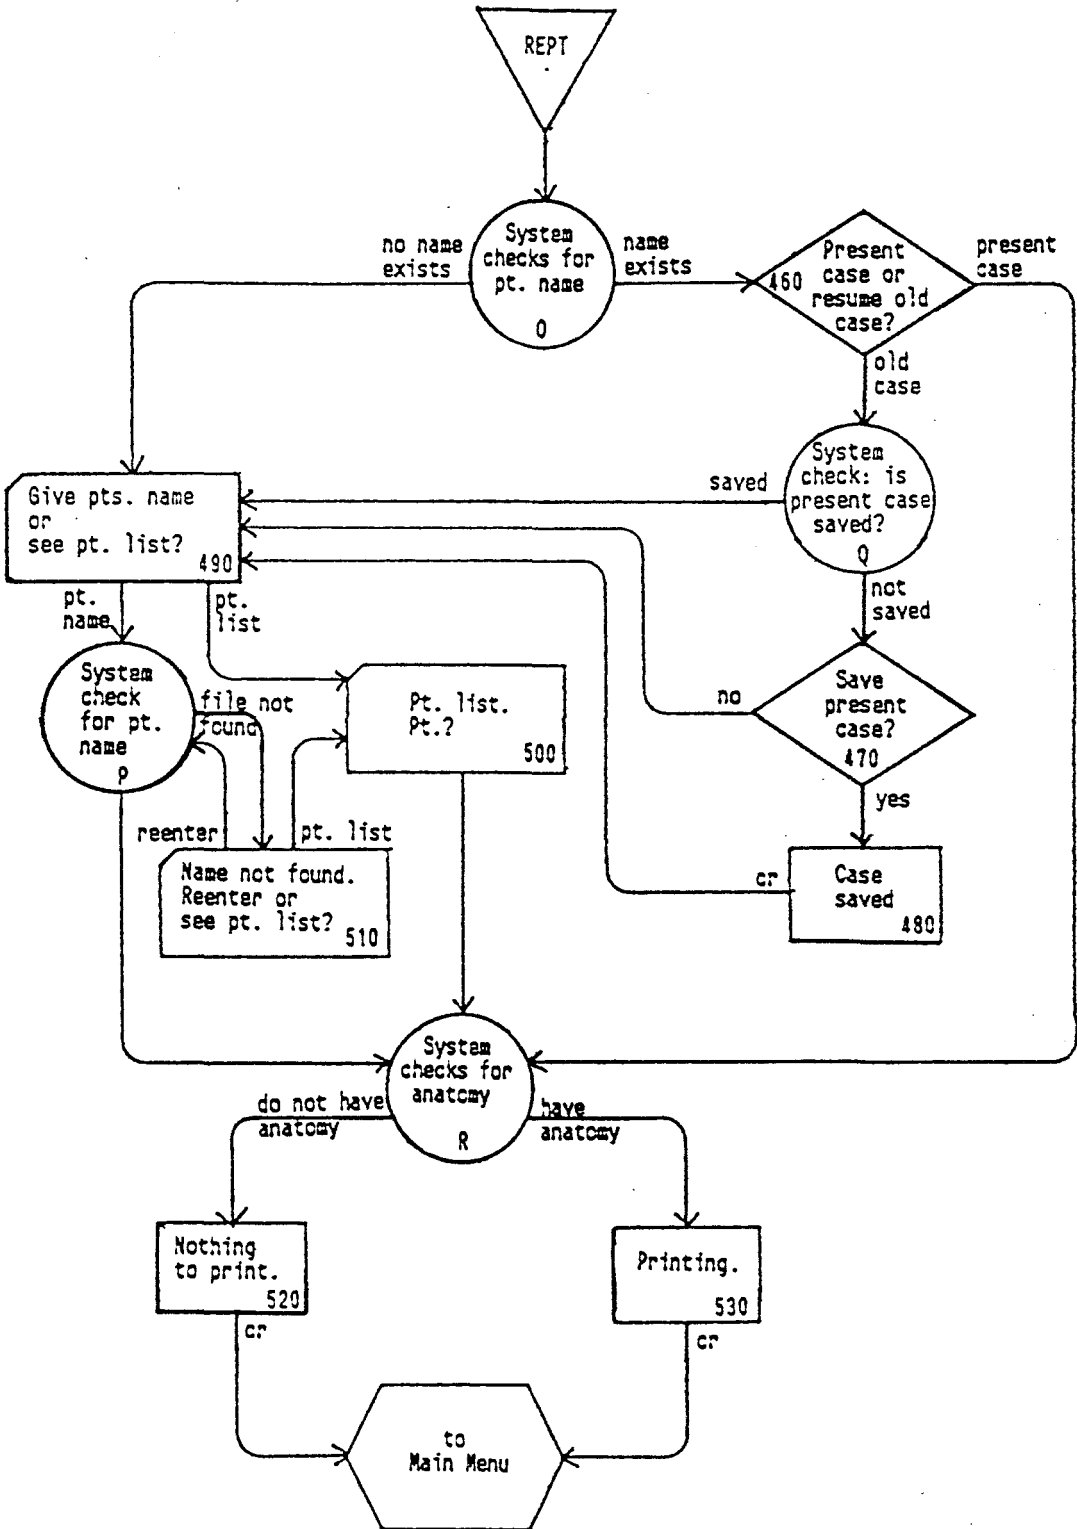 REPT
no name
exists
System
checks for
pt. name
O
name
exists
460
Present
case or
resume old
case?
present
case
old
case
System
check: is
present case
saved?
Q
saved
Give pts. name
or
see pt. list?
490
not
saved
pt.
name
pt.
list
System
check
for pt.
name
P
file not
found
Pt. list.
Pt.?
500
no
Save
present
case?
470
yes
reenter
pt. list
Name not found.
Reenter or
see pt. list?
510
cr
Case
saved
480
System
checks for
anatomy
R
do not have
anatomy
have
anatomy
Nothing
to print.
520
Printing.
530
cr
cr
to
Main Menu